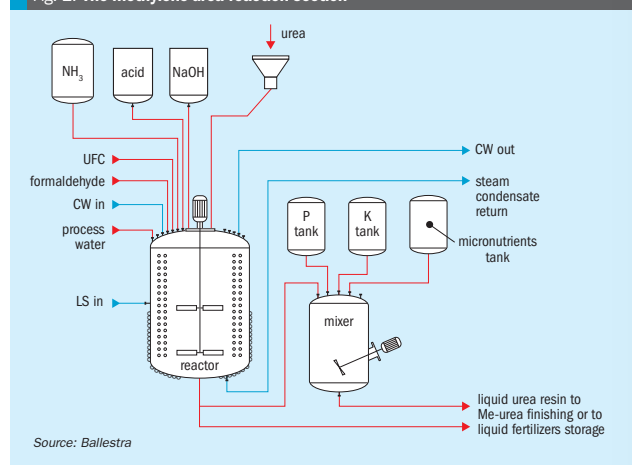 Fig. 2: The methylene urea reaction section
urea
NH3
acid
NaOH
UFC
formaldehyde
CW in
process
water
LS in
reactor
CW out
steam
condensate
return
P
tank
K
tank
micronutrients
tank
mixer
liquid urea resin to
Me-urea finishing or to
liquid fertilizers storage
Source: Ballestra